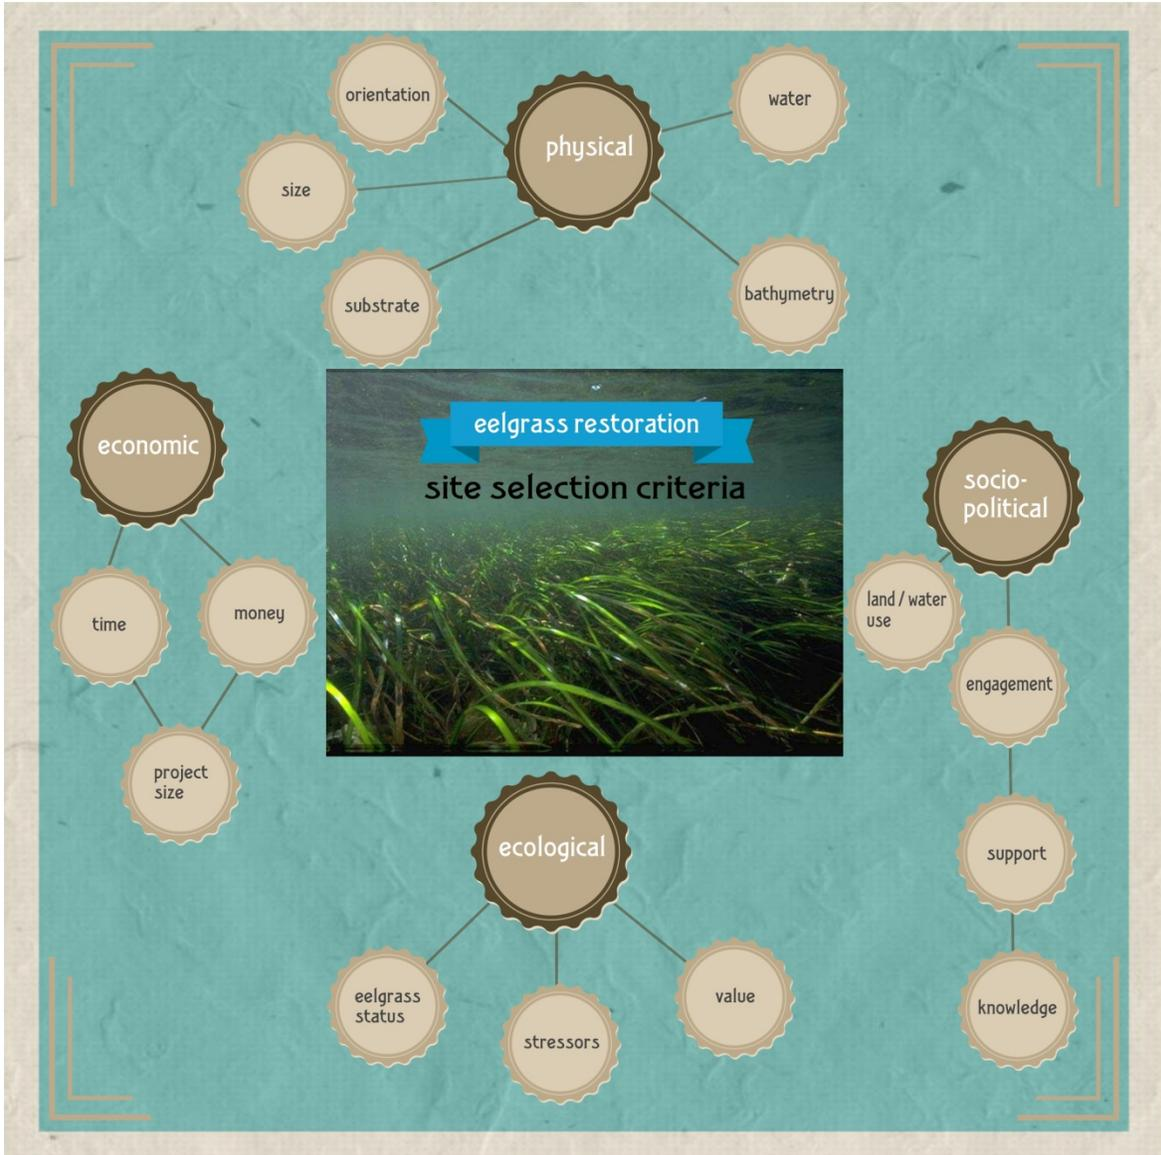 orientation
water
physical
size
bathymetry
substrate
eelgrass restoration
site selection criteria
economic
time
money
project
size
socio-
political
land / water
use
engagement
support
knowledge
ecological
eelgrass
status
stressors
value